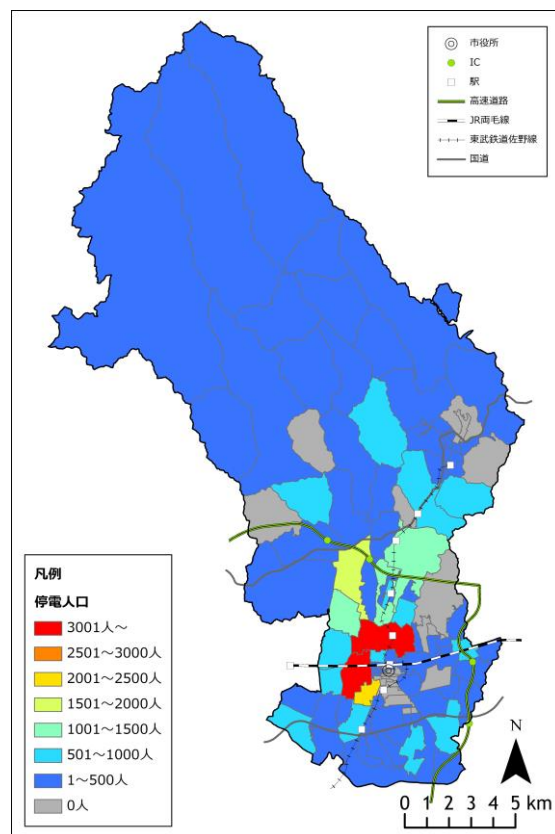 市役所
IC
駅
高速道路
JR両毛線
東武鉄道佐野線
国道
凡例
停電人口
3001人～
2501～3000人
2001～2500人
1501～2000人
1001～1500人
501～1000人
1～500人
0人
N
0 1 2 3 4 5 km